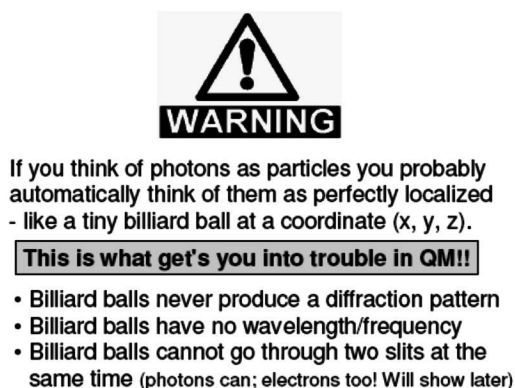 WARNING
If you think of photons as particles you probably
automatically think of them as perfectly localized
- like a tiny billiard ball at a coordinate (x, y, z).
This is what get's you into trouble in QM!!
• Billiard balls never produce a diffraction pattern
• Billiard balls have no wavelength/frequency
• Billiard balls cannot go through two slits at the
same time (photons can; electrons too! Will show later)